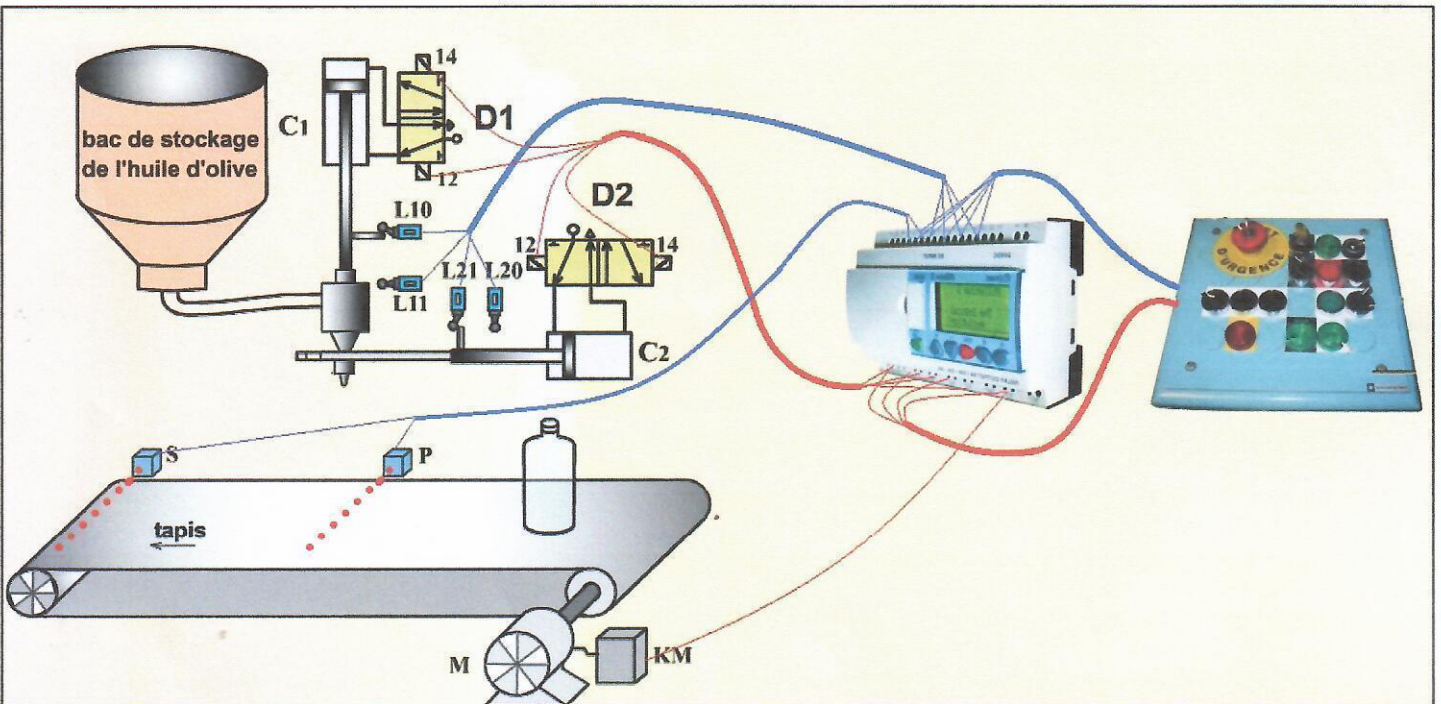 14
C1
D1
bac de stockage
de l'huile d'olive
12
L10
D2
12
14
L21
L20
L11
C2
D'URGENCE
S
P
tapis
M
KM